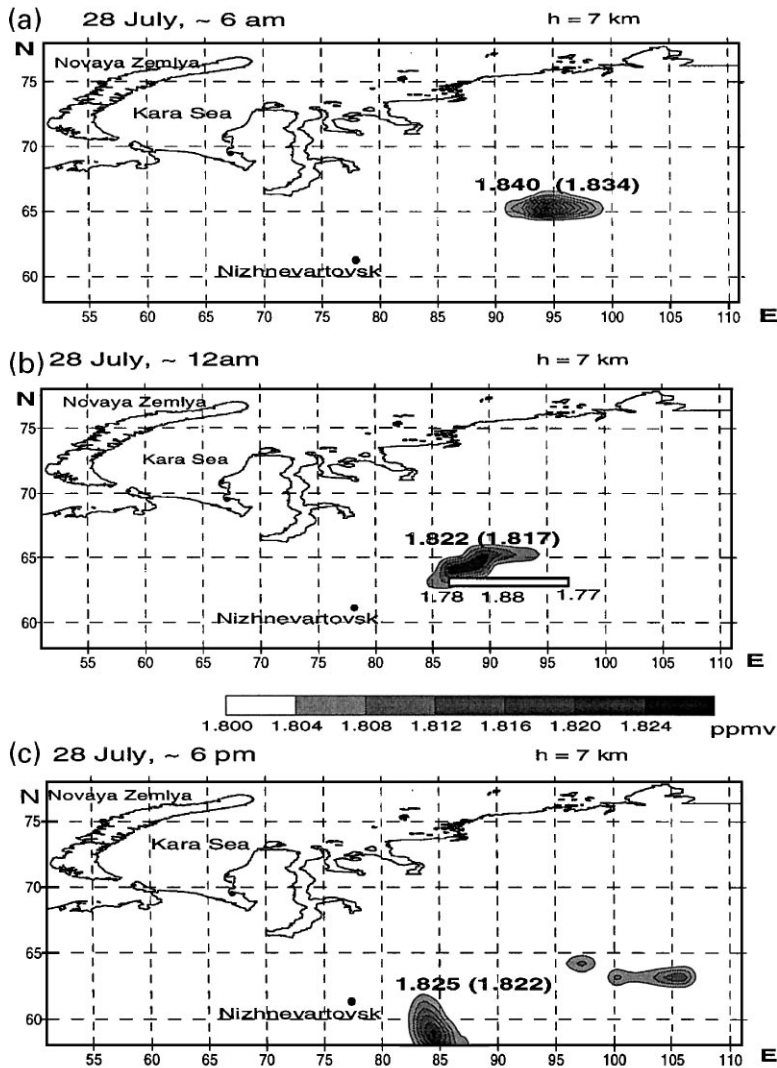 (a) 28 July, ~ 6 am h = 7 km
N
Novaya Zemlya
75
Kara Sea
70
1.840 (1.834)
65
Nizhnevartovsk
60
55 60 65 70 75 80 85 90 95 100 105 110 E
(b) 28 July, ~ 12am h = 7 km
N
Novaya Zemlya
75
Kara Sea
70
1.822 (1.817)
65
1.78 1.88 1.77
Nizhnevartovsk
60
55 60 65 70 75 80 85 90 95 100 105 110 E
1.800 1.804 1.808 1.812 1.816 1.820 1.824 ppmv
(c) 28 July, ~ 6 pm h = 7 km
N
Novaya Zemlya
75
Kara Sea
70
65
1.825 (1.822)
Nizhnevartovsk
60
55 60 65 70 75 80 85 90 95 100 105 110 E